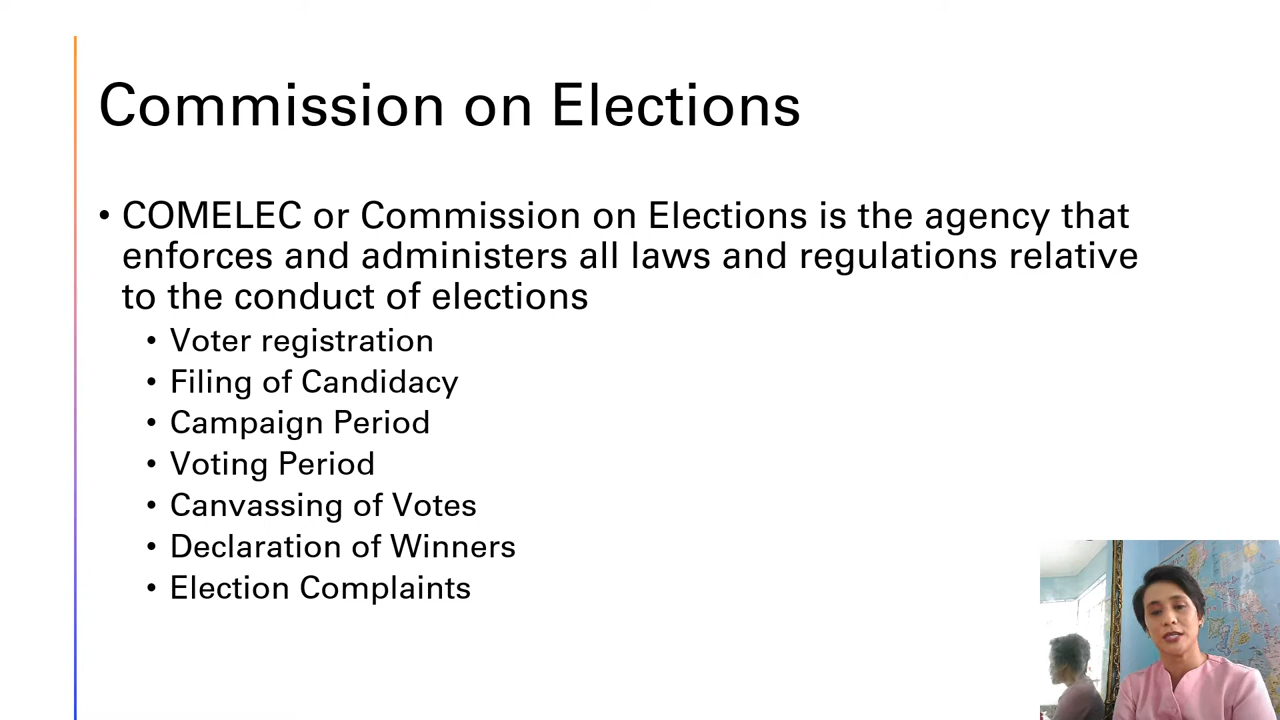 Commission on Elections
• COMELEC or Commission on Elections is the agency that
enforces and administers all laws and regulations relative
to the conduct of elections
• Voter registration
• Filing of Candidacy
• Campaign Period
• Voting Period
• Canvassing of Votes
• Declaration of Winners
• Election Complaints